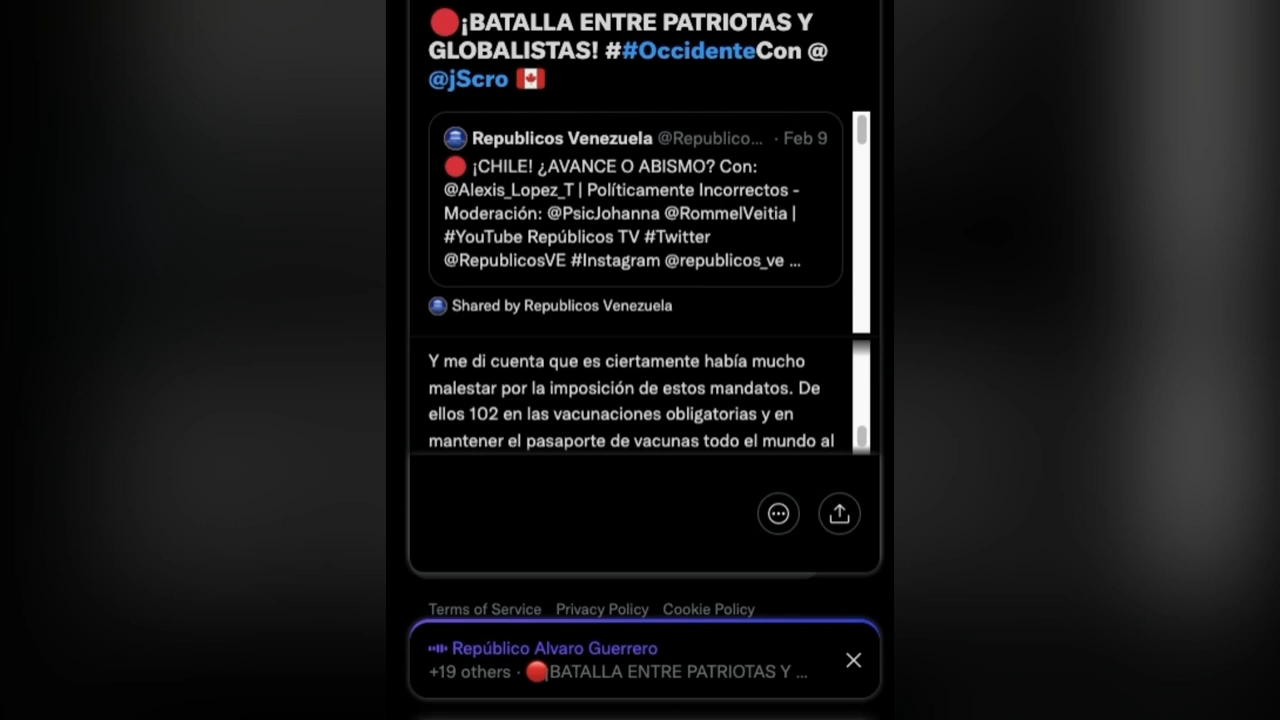 🔴¡BATALLA ENTRE PATRIOTAS Y
GLOBALISTAS! ##OccidenteCon @
@jScro 🇨🇦
Republicos Venezuela @Republico... · Feb 9
🔴 ¡CHILE! ¿AVANCE O ABISMO? Con:
@Alexis_Lopez_T | Políticamente Incorrectos -
Moderación: @PsicJohanna @RommelVeitia |
#YouTube Repúblicos TV #Twitter
@RepublicosVE #Instagram @republicos_ve ...
Shared by Republicos Venezuela
Y me di cuenta que es ciertamente había mucho
malestar por la imposición de estos mandatos. De
ellos 102 en las vacunaciones obligatorias y en
mantener el pasaporte de vacunas todo el mundo al
Terms of Service Privacy Policy Cookie Policy
Repúblico Alvaro Guerrero
+19 others · 🔴¡BATALLA ENTRE PATRIOTAS Y ...